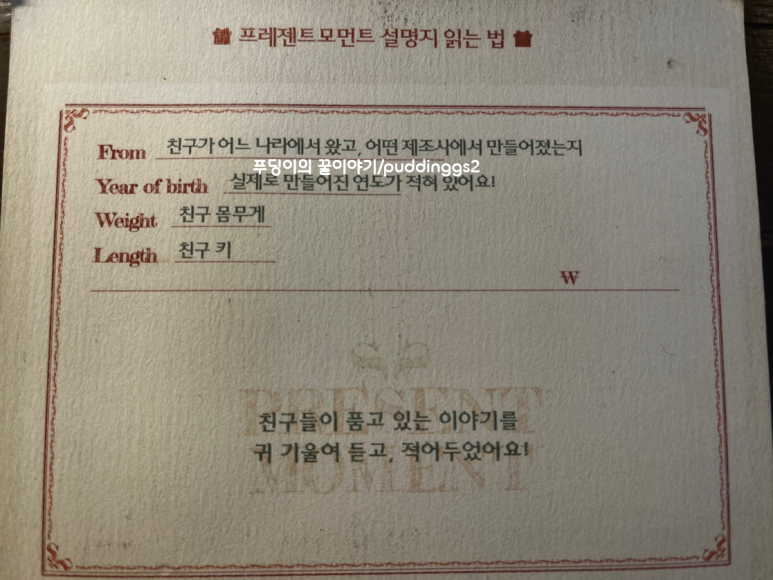 프레젠트모먼트 설명지 읽는 법
From 친구가 어느 나라에서 왔고, 어떤 제조사에서 만들어졌는지
푸딩이의 꿀이야기/puddinggs2
Year of birth 실제로 만들어진 연도가 적혀 있어요!
Weight 친구 몸무게
Length 친구 키
₩
PRESENT
친구들이 품고 있는 이야기를
귀 기울여 듣고, 적어두었어요!
MOMENT